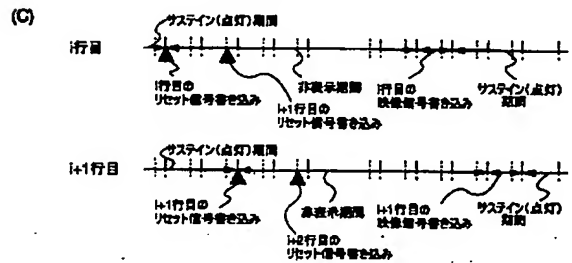 (C)
サステイン(点灯)期間
i行目
i行目の
リセット信号書き込み
i+1行目の
リセット信号書き込み
非表示期間
i行目の
映像信号書き込み
サステイン(点灯)
期間
サステイン(点灯)期間
i+1行目
i+1行目の
リセット信号書き込み
i+2行目の
リセット信号書き込み
非表示期間
i+1行目の
映像信号書き込み
サステイン(点灯)
期間